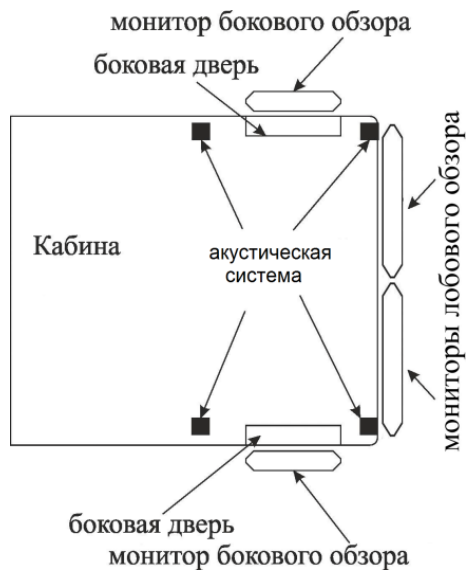 монитор бокового обзора
боковая дверь
Кабина
акустическая
система
мониторы лобового обзора
боковая дверь
монитор бокового обзора